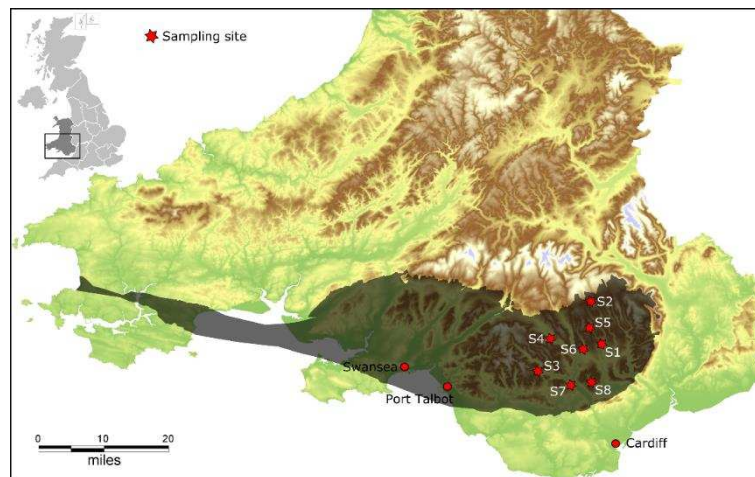 Sampling site
S2
S5
S4
S6
S1
S3
S7
S8
Swansea
Port Talbot
Cardiff
0 10 20
miles